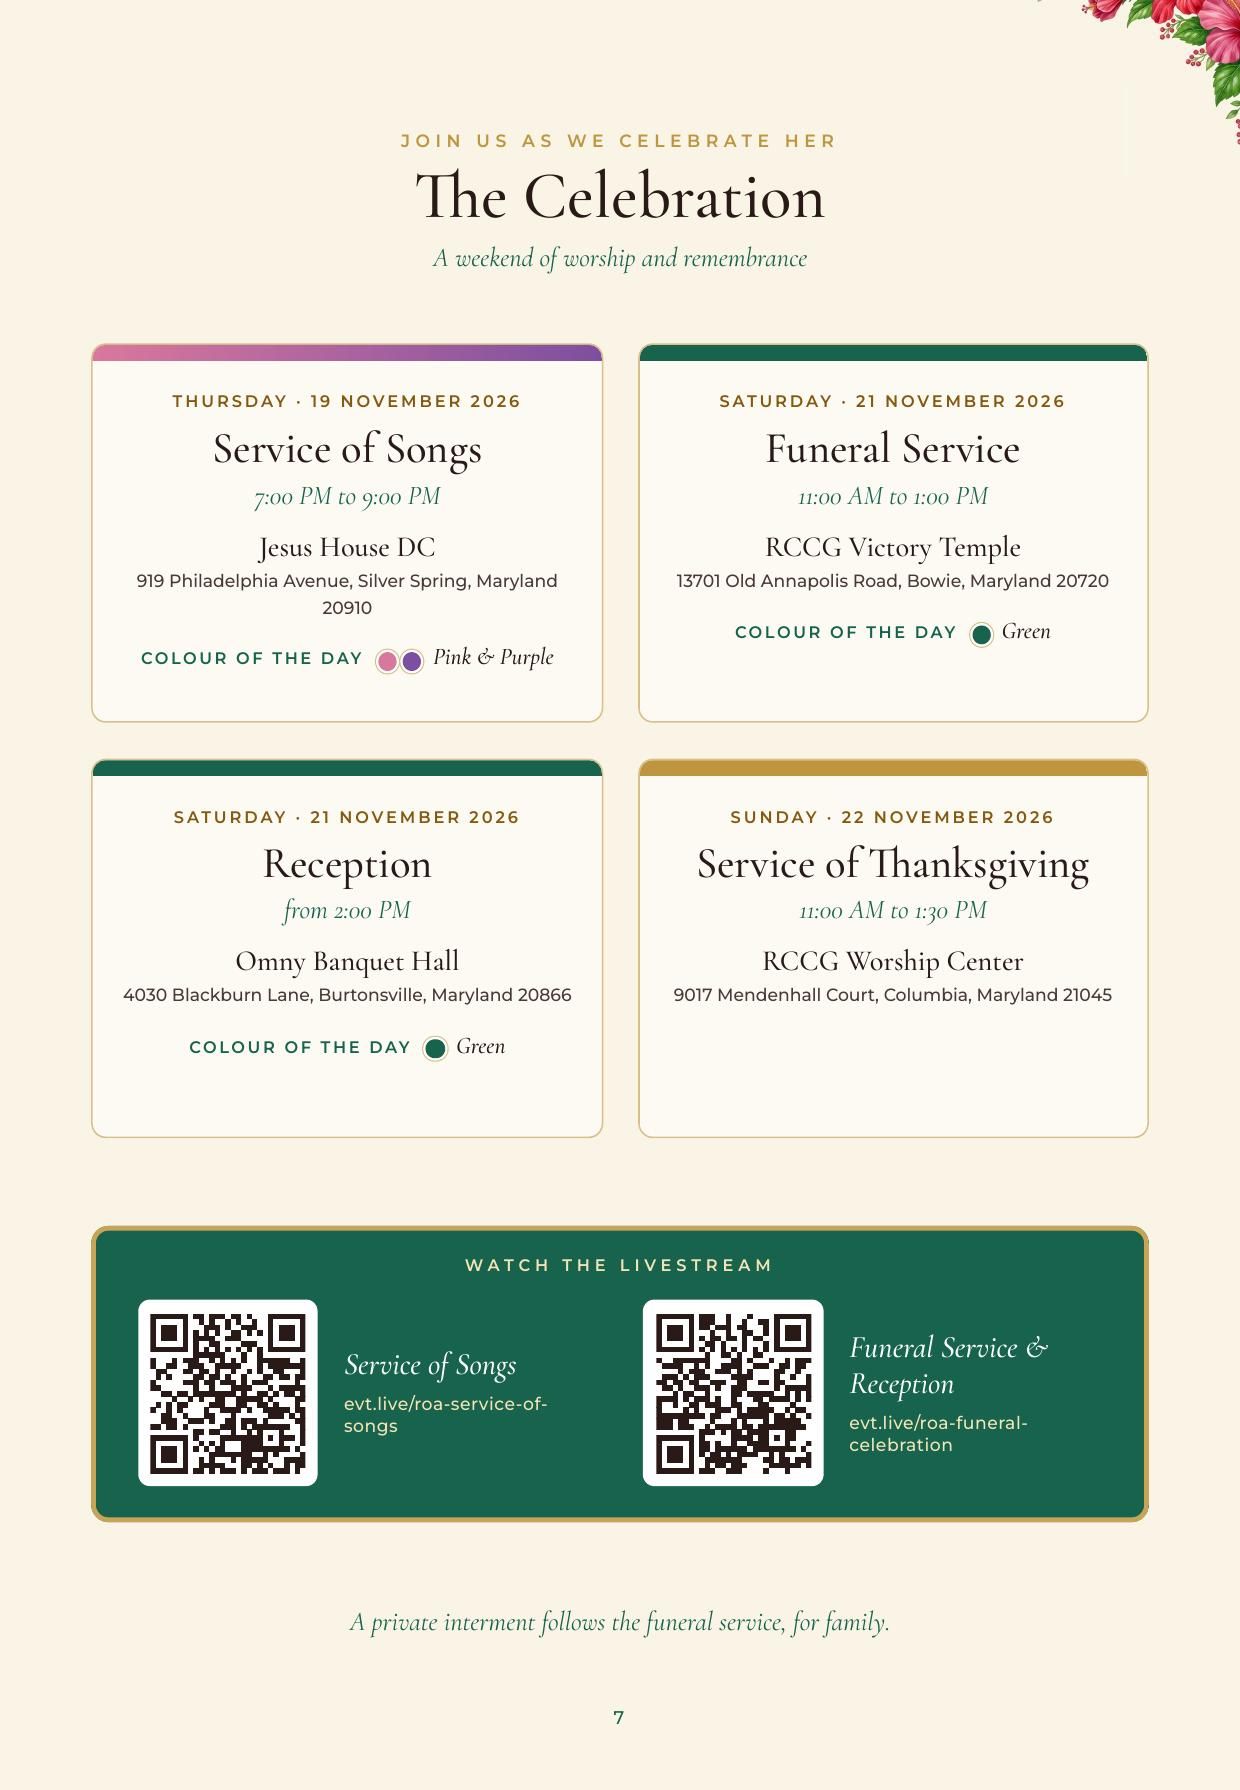 JOIN US AS WE CELEBRATE HER
The Celebration
A weekend of worship and remembrance
THURSDAY · 19 NOVEMBER 2026
Service of Songs
7:00 PM to 9:00 PM
Jesus House DC
919 Philadelphia Avenue, Silver Spring, Maryland
20910
COLOUR OF THE DAY Pink & Purple
SATURDAY · 21 NOVEMBER 2026
Funeral Service
11:00 AM to 1:00 PM
RCCG Victory Temple
13701 Old Annapolis Road, Bowie, Maryland 20720
COLOUR OF THE DAY Green
SATURDAY · 21 NOVEMBER 2026
Reception
from 2:00 PM
Omny Banquet Hall
4030 Blackburn Lane, Burtonsville, Maryland 20866
COLOUR OF THE DAY Green
SUNDAY · 22 NOVEMBER 2026
Service of Thanksgiving
11:00 AM to 1:30 PM
RCCG Worship Center
9017 Mendenhall Court, Columbia, Maryland 21045
WATCH THE LIVESTREAM
Service of Songs
evt.live/roa-service-of-
songs
Funeral Service &
Reception
evt.live/roa-funeral-
celebration
A private interment follows the funeral service, for family.
7